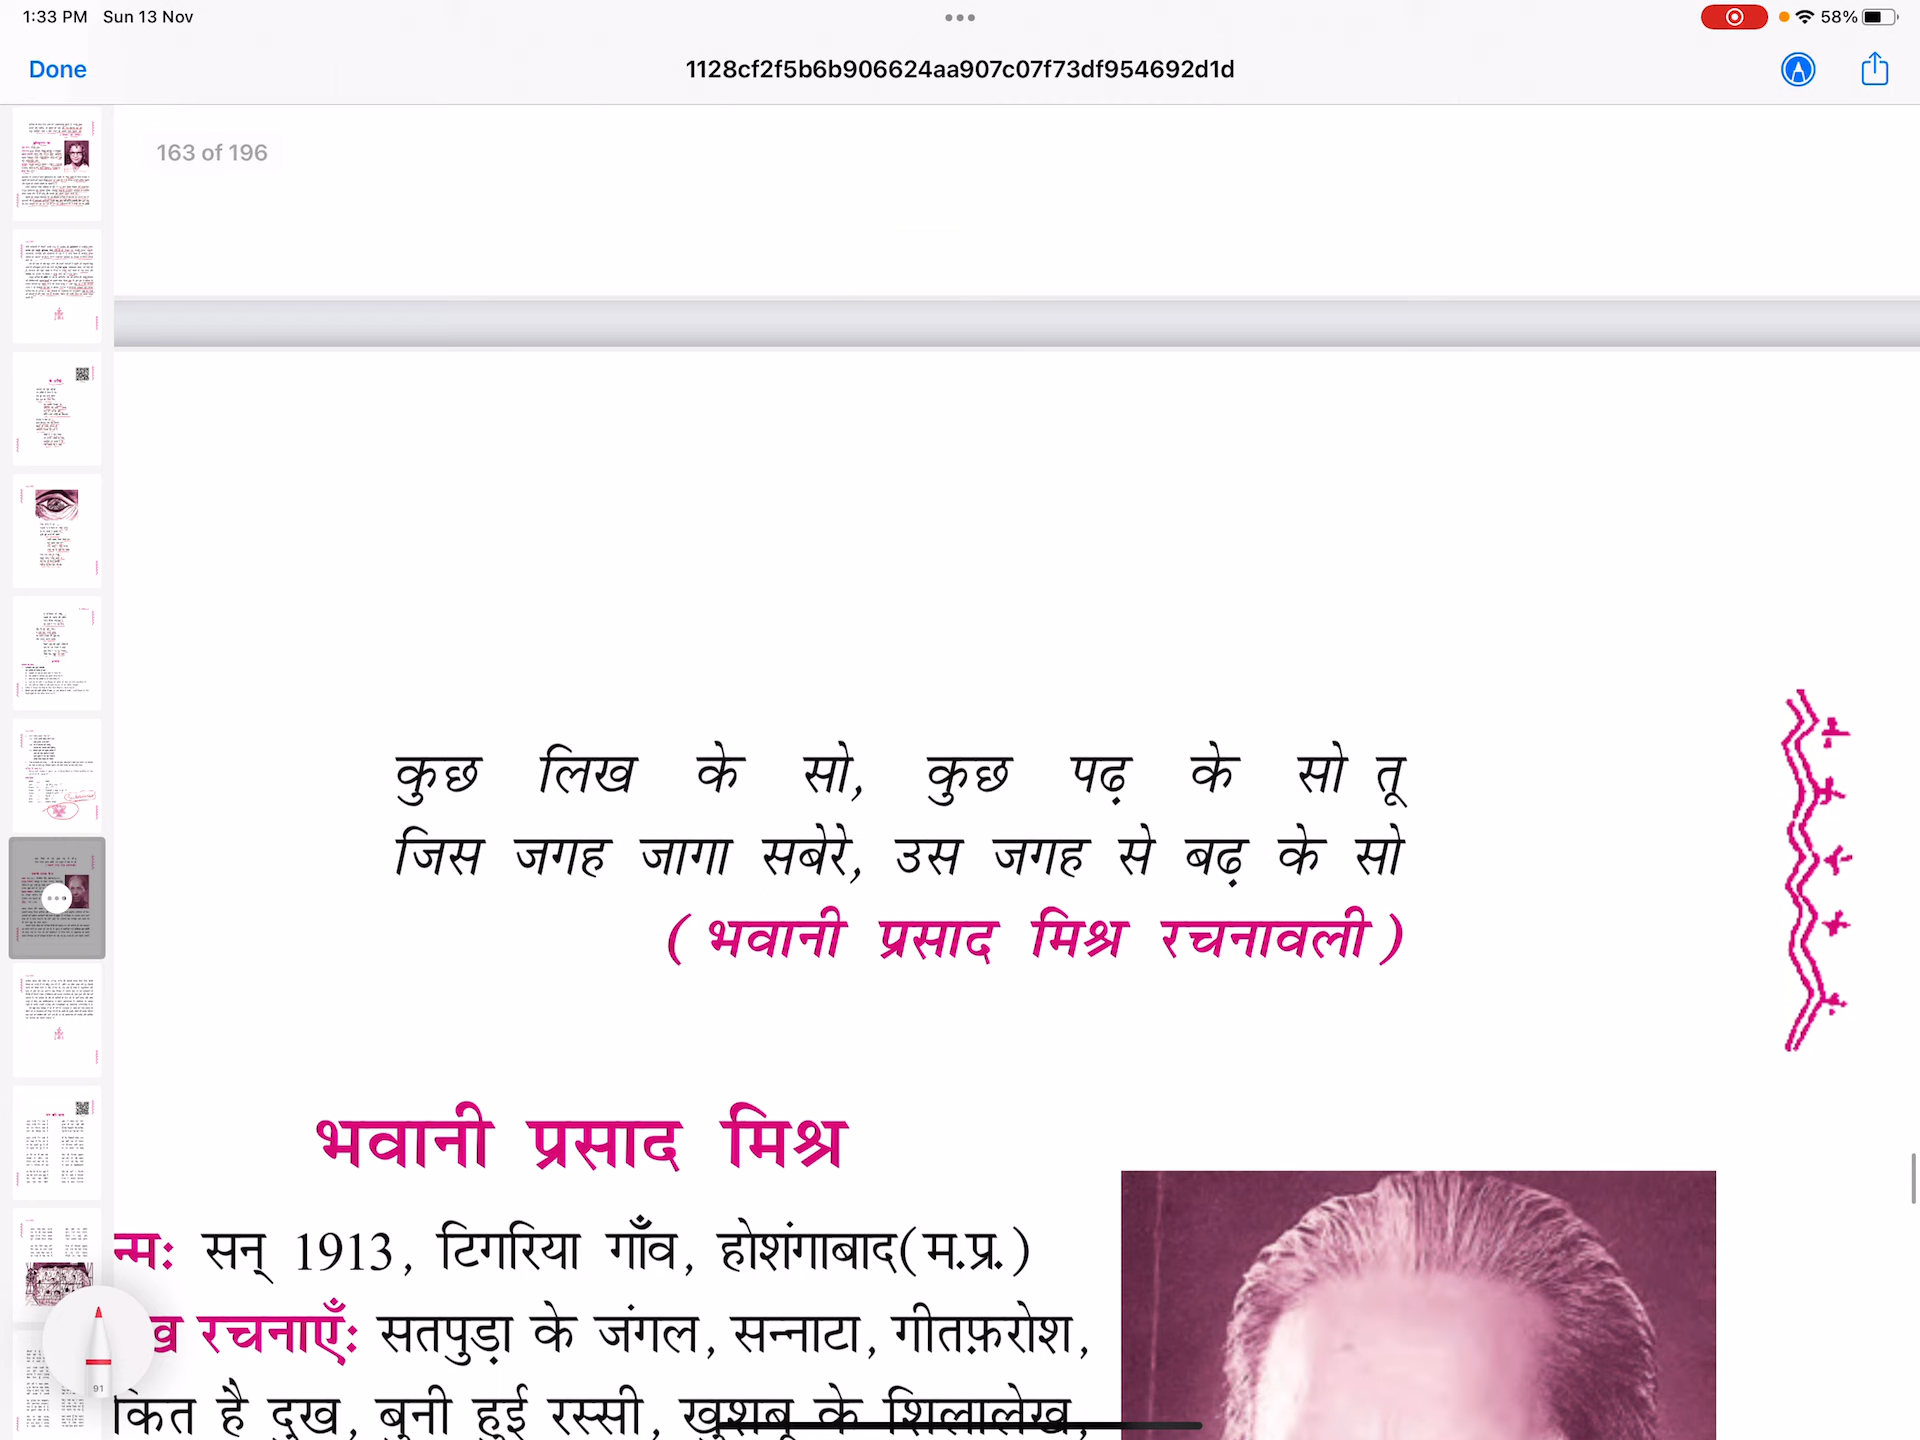 1:33 PM Sun 13 Nov
58%
Done
1128cf2f5b6b906624aa907c07f73df954692d1d
163 of 196
कुछ लिख के सो, कुछ पढ़ के सो तू
जिस जगह जागा सबेरे, उस जगह से बढ़ के सो
( भवानी प्रसाद मिश्र रचनावली )
भवानी प्रसाद मिश्र
न्म: सन् 1913, टिगरिया गाँव, होशंगाबाद(म.प्र.)
ख रचनाएँ: सतपुड़ा के जंगल, सन्नाटा, गीतफ़रोश,
कित है दुख, बुनी हुई रस्सी, खुशबू के शिलालेख,
91